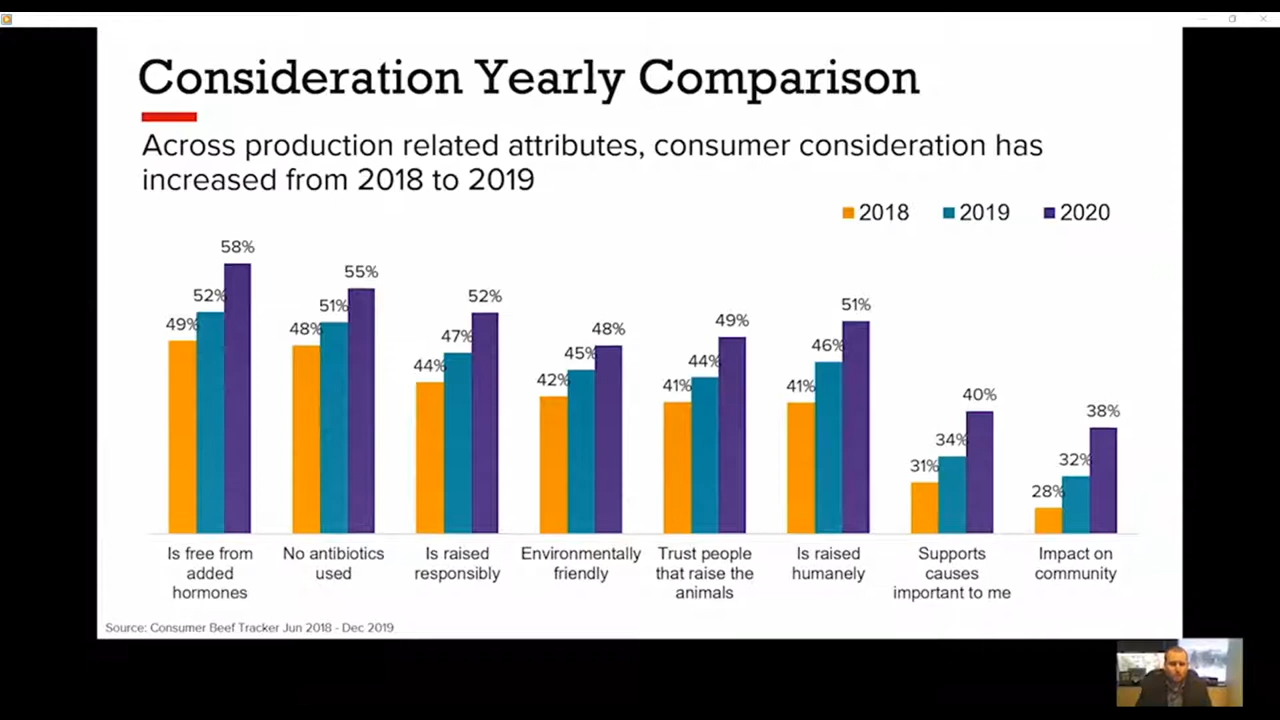 Consideration Yearly Comparison
Across production related attributes, consumer consideration has
increased from 2018 to 2019
2018 2019 2020
49% 52% 58%
48% 51% 55%
44% 47% 52%
42% 45% 48%
41% 44% 49%
41% 46% 51%
31% 34% 40%
28% 32% 38%
Is free from
added
hormones
No antibiotics
used
Is raised
responsibly
Environmentally
friendly
Trust people
that raise the
animals
Is raised
humanely
Supports
causes
important to me
Impact on
community
Source: Consumer Beef Tracker Jun 2018 - Dec 2019